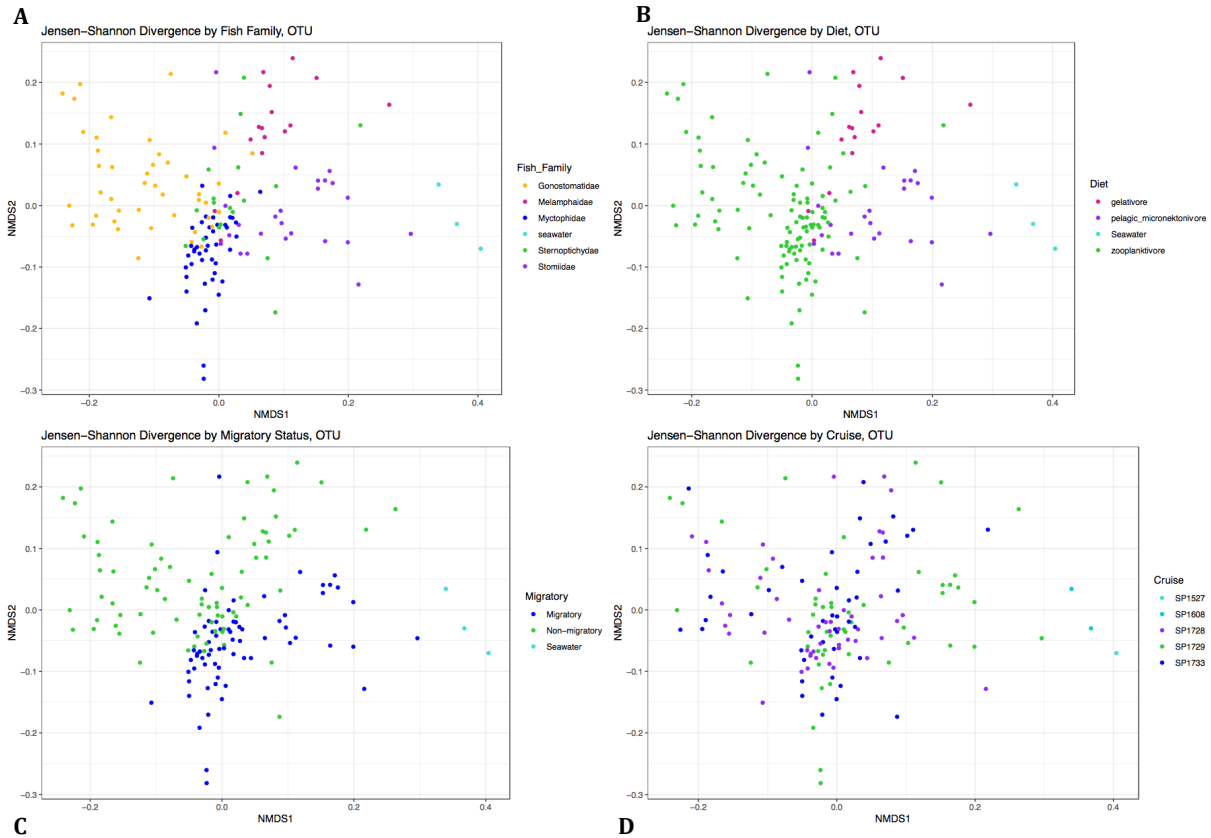 A
Jensen−Shannon Divergence by Fish Family, OTU
NMDS2
0.2
0.1
0.0
−0.1
−0.2
−0.3
−0.2
0.0
0.2
0.4
NMDS1
Fish_Family
Gonostomatidae
Melamphaidae
Myctophidae
seawater
Sternoptichydae
Stomiidae
B
Jensen−Shannon Divergence by Diet, OTU
NMDS2
0.2
0.1
0.0
−0.1
−0.2
−0.3
−0.2
0.0
0.2
0.4
NMDS1
Diet
gelativore
pelagic_micronektonivore
Seawater
zooplanktivore
Jensen−Shannon Divergence by Migratory Status, OTU
NMDS2
0.2
0.1
0.0
−0.1
−0.2
−0.3
−0.2
0.0
0.2
0.4
NMDS1
Migratory
Migratory
Non−migratory
Seawater
C
Jensen−Shannon Divergence by Cruise, OTU
NMDS2
0.2
0.1
0.0
−0.1
−0.2
−0.3
−0.2
0.0
0.2
0.4
NMDS1
Cruise
SP1527
SP1608
SP1728
SP1729
SP1733
D